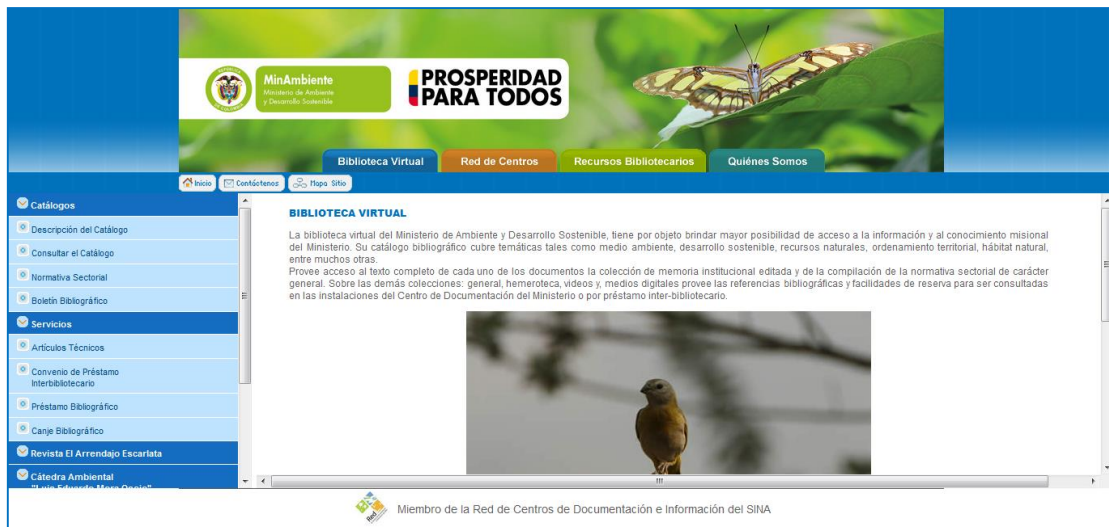 MinAmbiente
Ministerio de Ambiente
y Desarrollo Sostenible
PROSPERIDAD
PARA TODOS
Biblioteca Virtual
Red de Centros
Recursos Bibliotecarios
Quiénes Somos
Inicio
Contáctenos
Mapa Sitio
Catálogos
Descripción del Catálogo
Consultar el Catálogo
Normativa Sectorial
Boletín Bibliográfico
Servicios
Artículos Técnicos
Convenio de Préstamo
Interbibliotecario
Préstamo Bibliográfico
Canje Bibliográfico
Revista El Arrendajo Escarlata
Cátedra Ambiental
BIBLIOTECA VIRTUAL
La biblioteca virtual del Ministerio de Ambiente y Desarrollo Sostenible, tiene por objeto brindar mayor posibilidad de acceso a la información y al conocimiento misional
del Ministerio. Su catálogo bibliográfico cubre temáticas tales como medio ambiente, desarrollo sostenible, recursos naturales, ordenamiento territorial, hábitat natural,
entre muchos otras.
Provee acceso al texto completo de cada uno de los documentos la colección de memoria institucional editada y de la compilación de la normativa sectorial de carácter
general. Sobre las demás colecciones: general, hemeroteca, videos y, medios digitales provee las referencias bibliográficas y facilidades de reserva para ser consultadas
en las instalaciones del Centro de Documentación del Ministerio o por préstamo inter-bibliotecario.
Red
Miembro de la Red de Centros de Documentación e Información del SINA